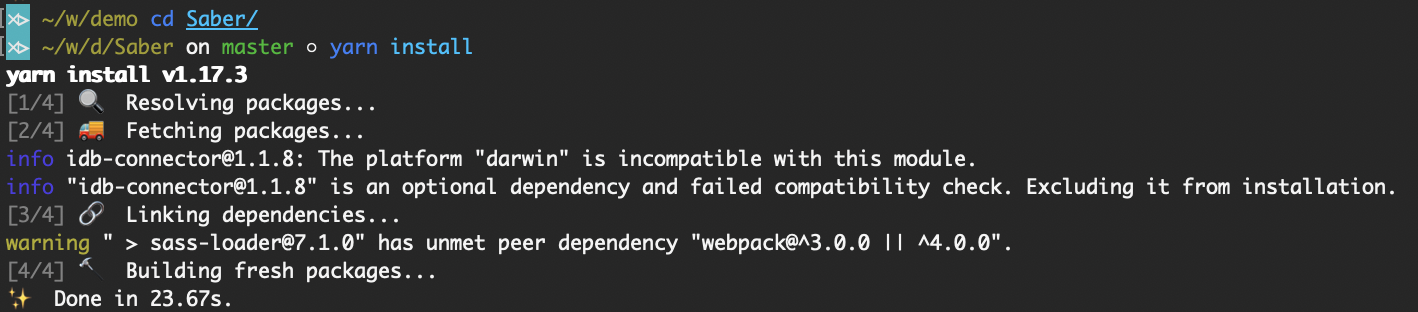 ~/w/demo cd Saber/
~/w/d/Saber on master ○ yarn install
yarn install v1.17.3
[1/4] 🔍 Resolving packages...
[2/4] 🚚 Fetching packages...
info idb-connector@1.1.8: The platform "darwin" is incompatible with this module.
info "idb-connector@1.1.8" is an optional dependency and failed compatibility check. Excluding it from installation.
[3/4] 🔗 Linking dependencies...
warning " > sass-loader@7.1.0" has unmet peer dependency "webpack@^3.0.0 || ^4.0.0".
[4/4] 🔨 Building fresh packages...
✨ Done in 23.67s.